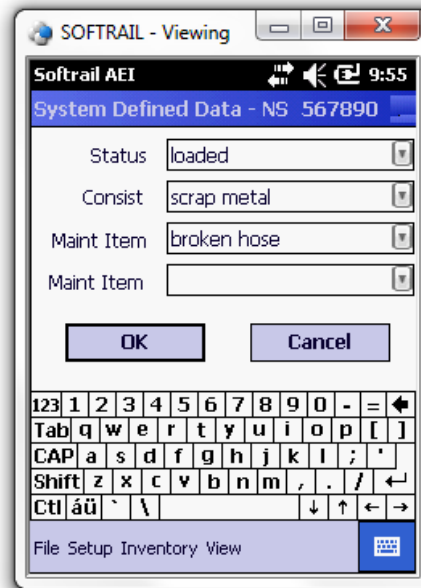 SOFTRAIL - Viewing
Softrail AEI 9:55
System Defined Data - NS 567890
Status loaded
Consist scrap metal
Maint Item broken hose
Maint Item
OK Cancel
123 1 2 3 4 5 6 7 8 9 0 - =
Tab q w e r t y u i o p [ ]
CAP a s d f g h j k l ; '
Shift z x c v b n m , . /
Ctl áü ` \
File Setup Inventory View